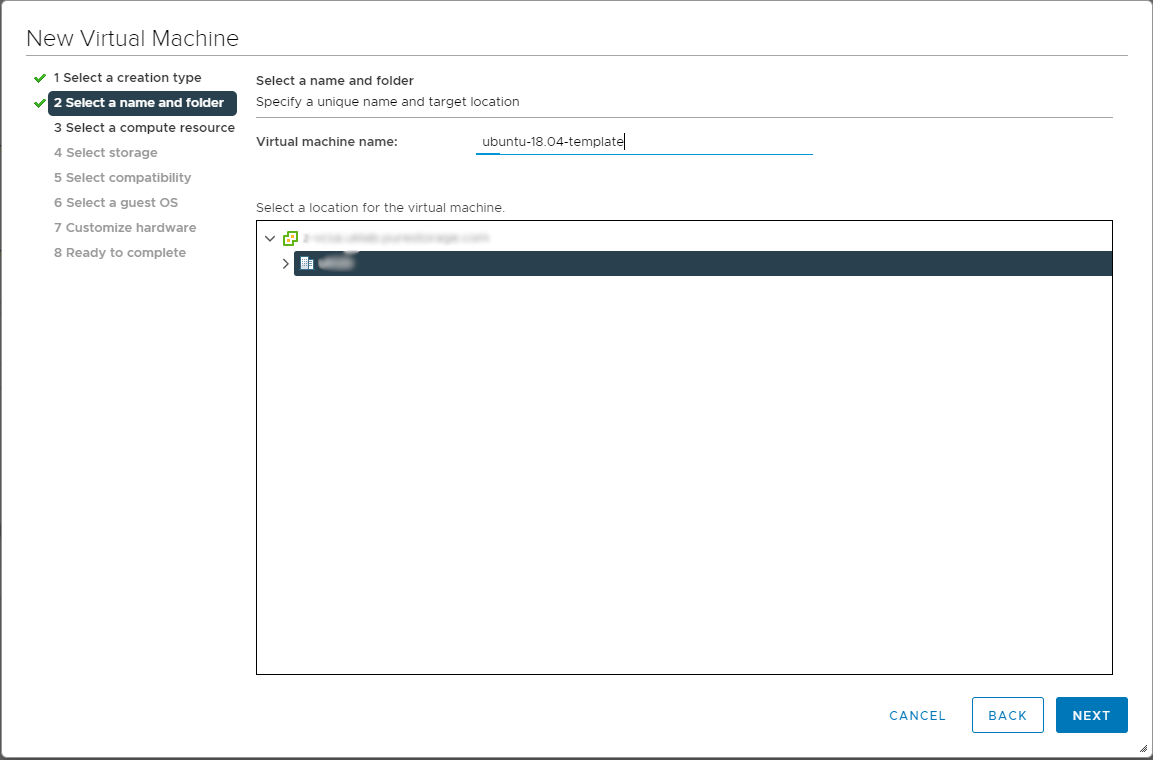 New Virtual Machine
1 Select a creation type
2 Select a name and folder
3 Select a compute resource
4 Select storage
5 Select compatibility
6 Select a guest OS
7 Customize hardware
8 Ready to complete
Select a name and folder
Specify a unique name and target location
Virtual machine name: ubuntu-18.04-template
Select a location for the virtual machine.
CANCEL BACK NEXT